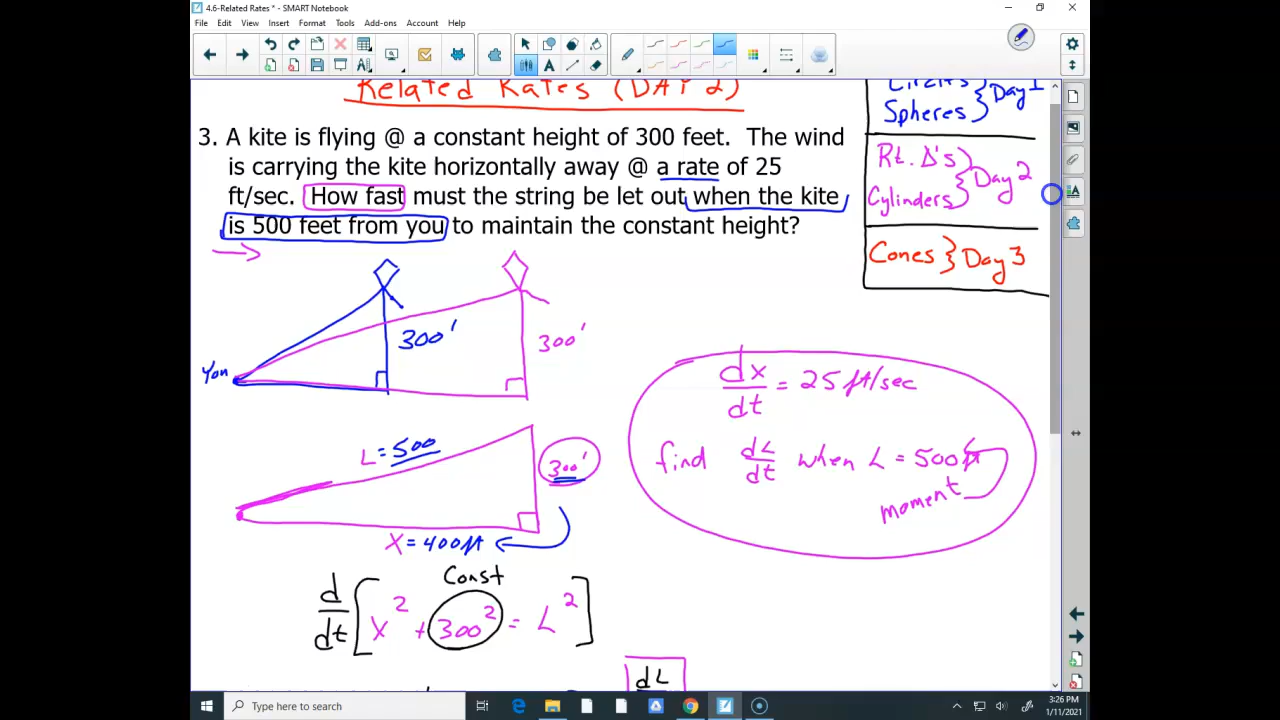 4.6-Related Rates * - SMART Notebook
File Edit View Insert Format Tools Add-ons Account Help
Related Rates (DAY 2)
Circles
Spheres } Day 1
Rt. Δ's
Cylinders } Day 2
Cones } Day 3
3. A kite is flying @ a constant height of 300 feet. The wind
is carrying the kite horizontally away @ a rate of 25
ft/sec. How fast must the string be let out when the kite
is 500 feet from you to maintain the constant height?
You
300'
300'
dx/dt = 25 ft/sec
find dL/dt when L = 500 ft
moment
L = 500
300'
X = 400ft
Const
d/dt [ X² + 300² = L² ]
dL
Type here to search
3:26 PM
1/11/2021